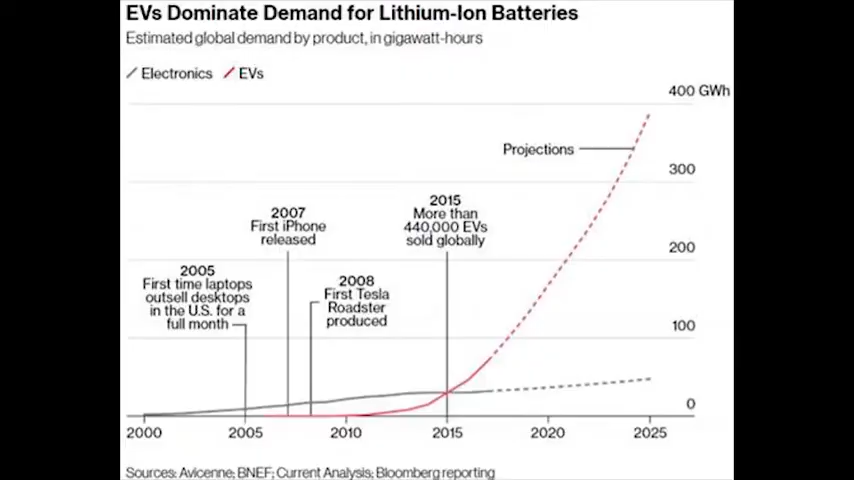 EVs Dominate Demand for Lithium-Ion Batteries
Estimated global demand by product, in gigawatt-hours
Electronics EVs
400 GWh
Projections
300
2015
More than
440,000 EVs
sold globally
2007
First iPhone
released
200
2005
First time laptops
outsell desktops
in the U.S. for a
full month
2008
First Tesla
Roadster
produced
100
0
2000 2005 2010 2015 2020 2025
Sources: Avicenne; BNEF; Current Analysis; Bloomberg reporting